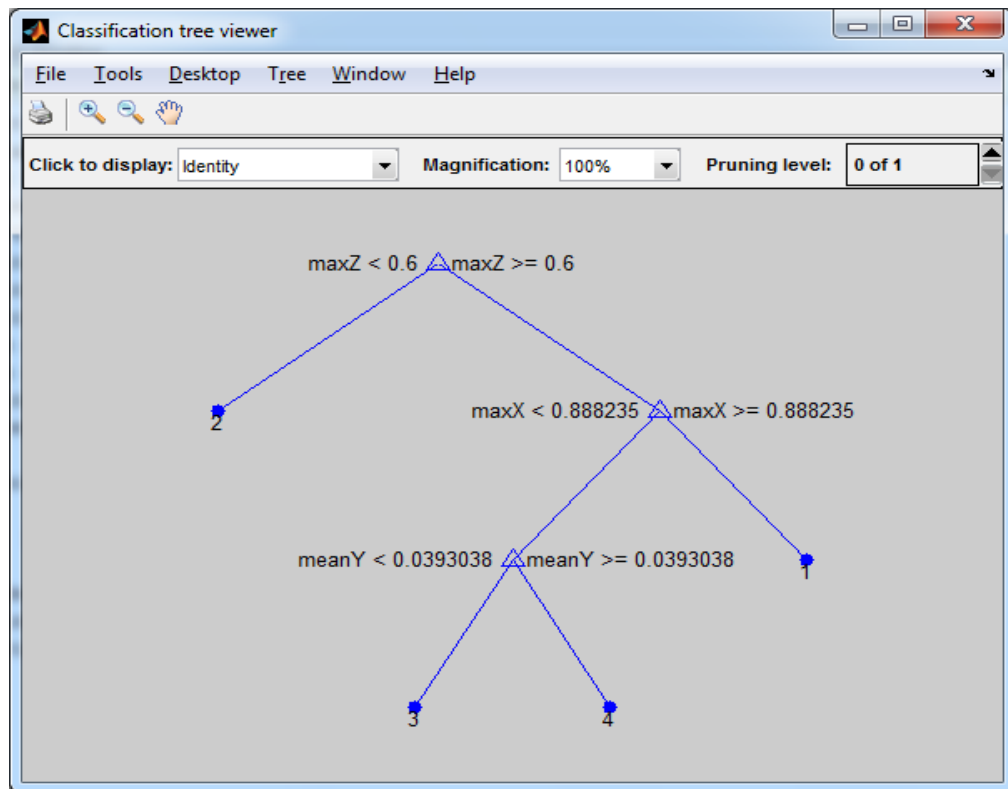 Classification tree viewer
File Tools Desktop Tree Window Help
Click to display: Identity Magnification: 100% Pruning level: 0 of 1
maxZ < 0.6 maxZ >= 0.6
2
maxX < 0.888235 maxX >= 0.888235
meanY < 0.0393038 meanY >= 0.0393038
1
3
4